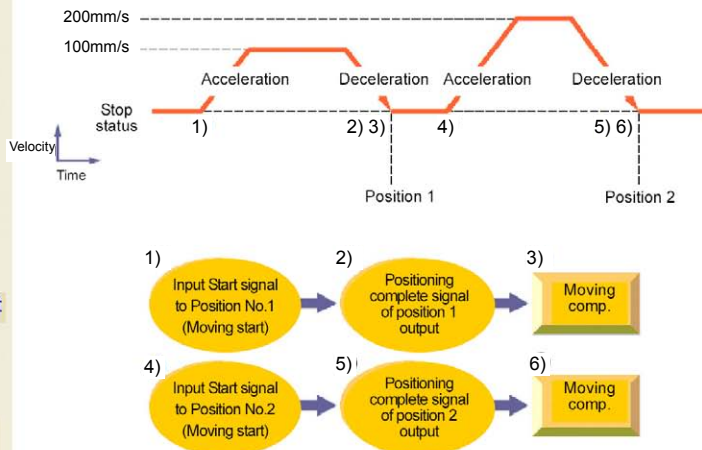 200mm/s
100mm/s
Acceleration Deceleration Acceleration Deceleration
Stop
status
1) 2) 3) 4) 5) 6)
Velocity
Time
Position 1 Position 2
1) 2) 3)
Input Start signal
to Position No.1
(Moving start)
Positioning
complete signal
of position 1
output
Moving
comp.
4) 5) 6)
Input Start signal
to Position No.2
(Moving start)
Positioning
complete signal
of position 2
output
Moving
comp.